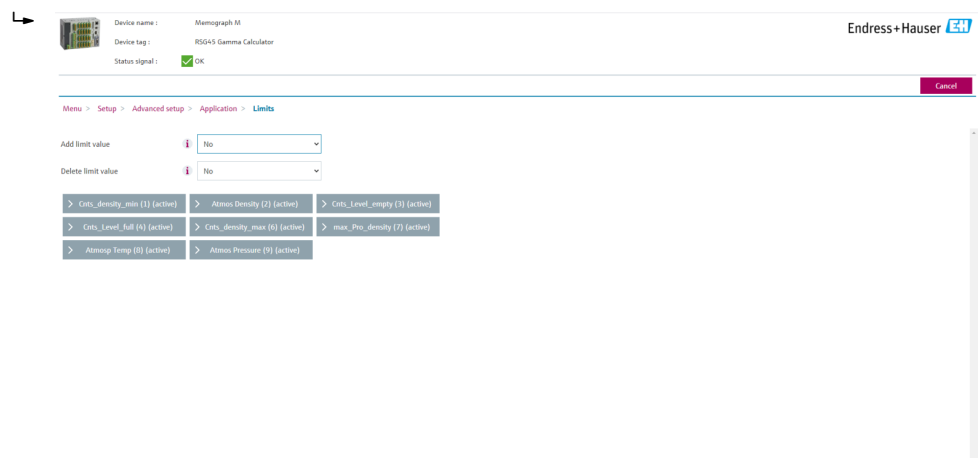 Device name : Memograph M
Endress+Hauser EH
Device tag : RSG45 Gamma Calculator
Status signal : OK
Cancel
Menu > Setup > Advanced setup > Application > Limits
Add limit value i No
Delete limit value i No
> Cnts_density_min (1) (active) > Atmos Density (2) (active) > Cnts_Level_empty (3) (active)
> Cnts_Level_full (4) (active) > Cnts_density_max (6) (active) > max_Pro_density (7) (active)
> Atmosp Temp (8) (active) > Atmos Pressure (9) (active)